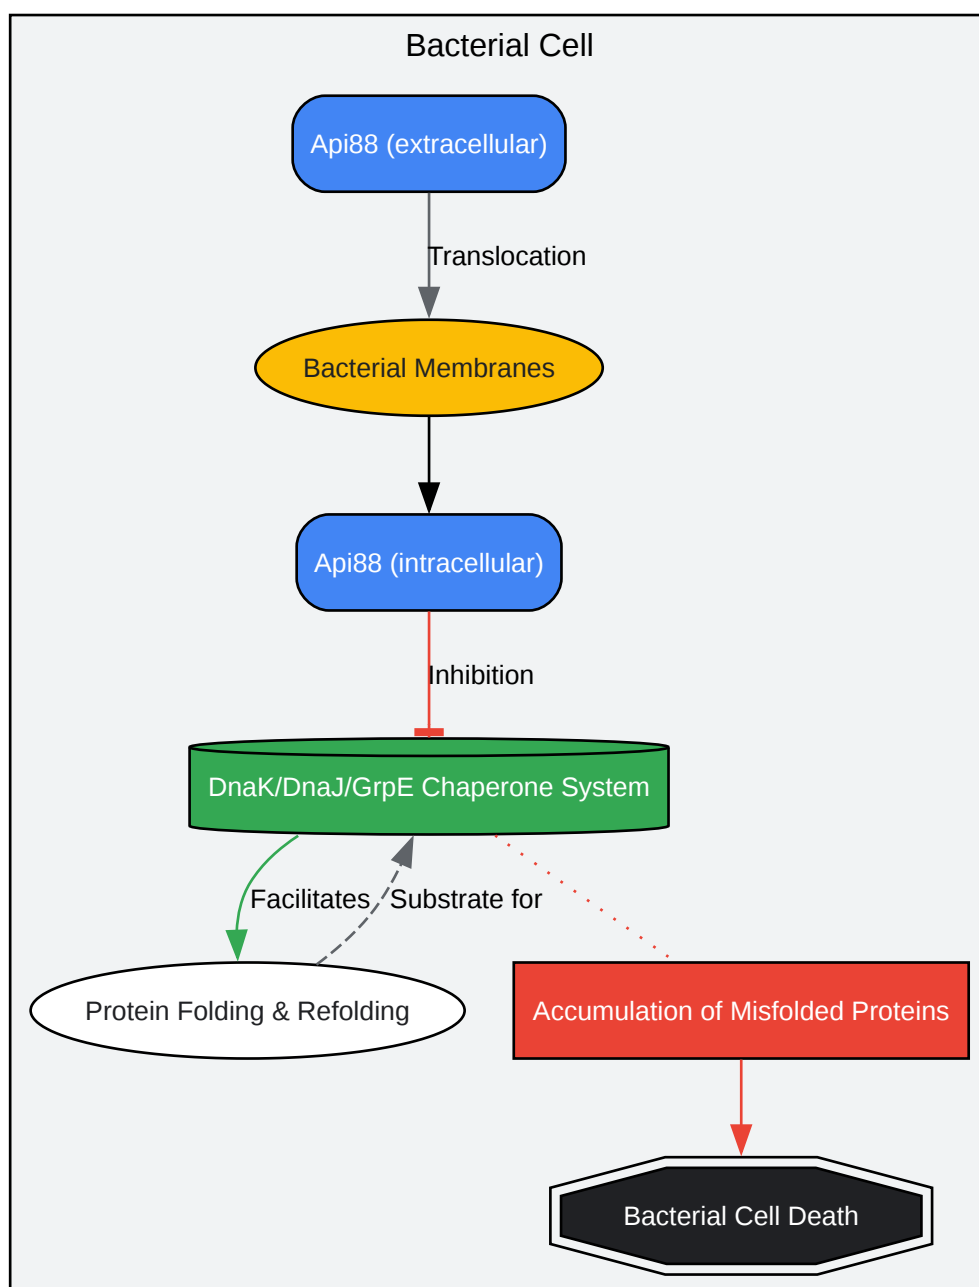 Bacterial Cell
Api88 (extracellular)
Translocation
Bacterial Membranes
Api88 (intracellular)
Inhibition
DnaK/DnaJ/GrpE Chaperone System
Facilitates
Substrate for
Protein Folding & Refolding
Accumulation of Misfolded Proteins
Bacterial Cell Death